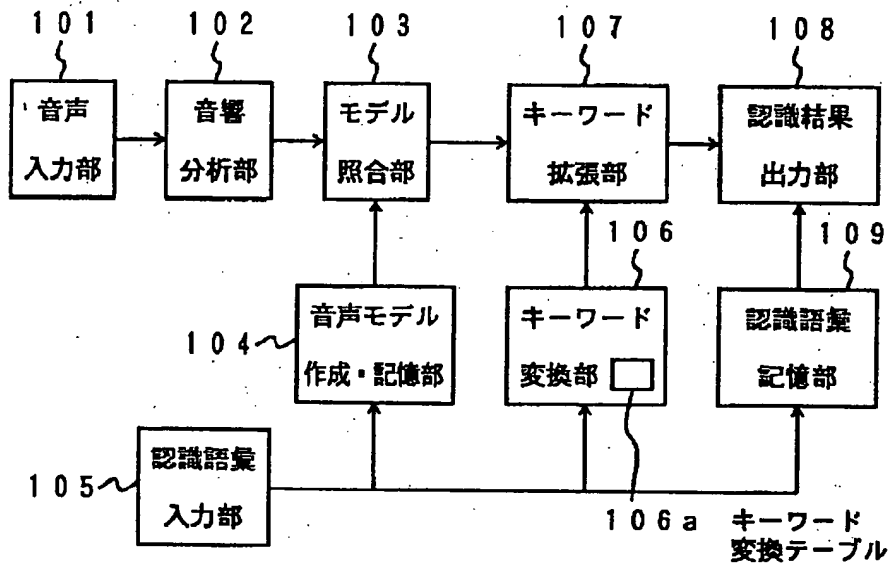 101
102
103
107
108
音声
入力部
音響
分析部
モデル
照合部
キーワード
拡張部
認識結果
出力部
106
109
104
音声モデル
作成・記憶部
キーワード
変換部
認識語彙
記憶部
105
認識語彙
入力部
106a
キーワード
変換テーブル